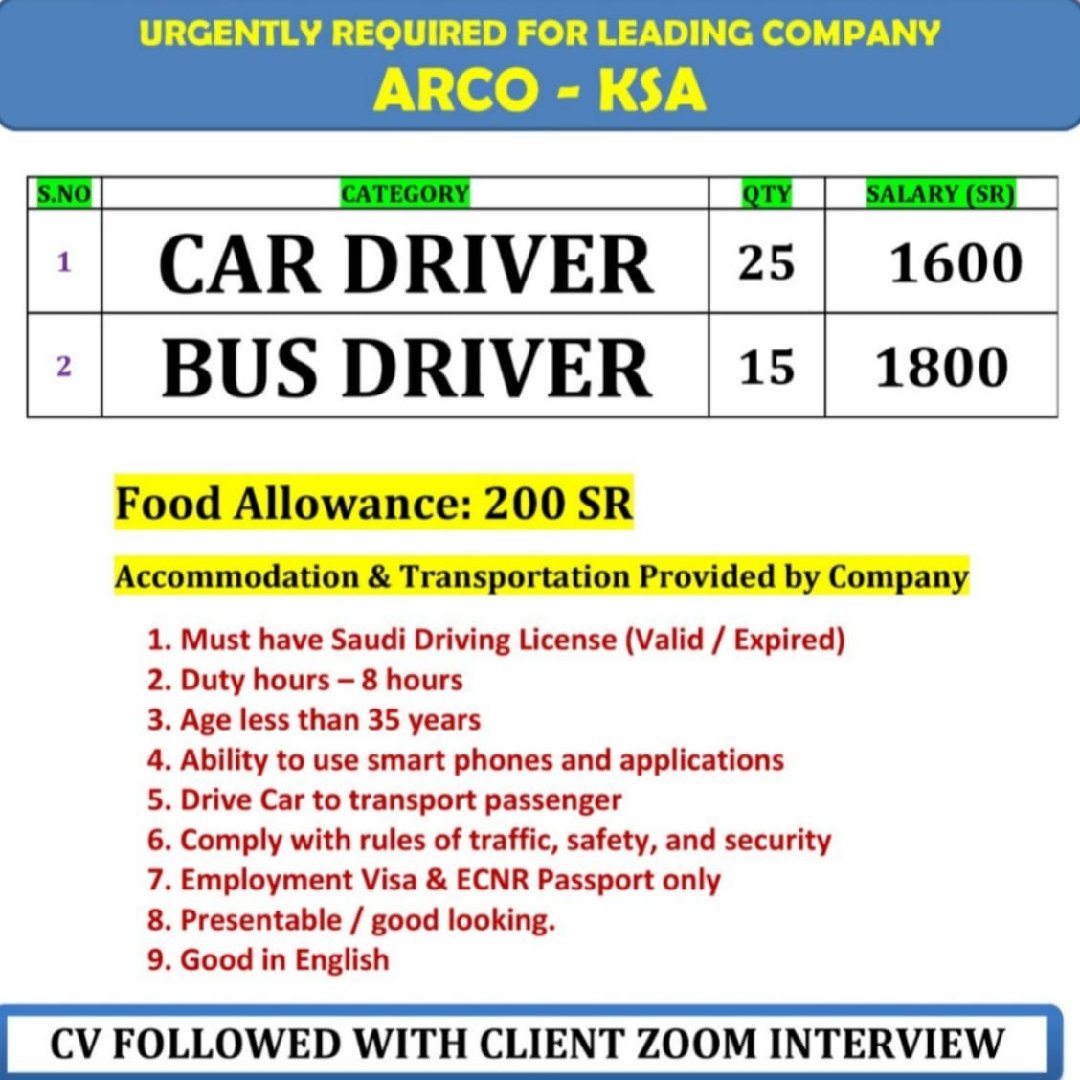 URGENTLY REQUIRED FOR LEADING COMPANY
ARCO - KSA
S.NO CATEGORY QTY SALARY (SR)
1 CAR DRIVER 25 1600
2 BUS DRIVER 15 1800
Food Allowance: 200 SR
Accommodation & Transportation Provided by Company
1. Must have Saudi Driving License (Valid / Expired)
2. Duty hours – 8 hours
3. Age less than 35 years
4. Ability to use smart phones and applications
5. Drive Car to transport passenger
6. Comply with rules of traffic, safety, and security
7. Employment Visa & ECNR Passport only
8. Presentable / good looking.
9. Good in English
CV FOLLOWED WITH CLIENT ZOOM INTERVIEW